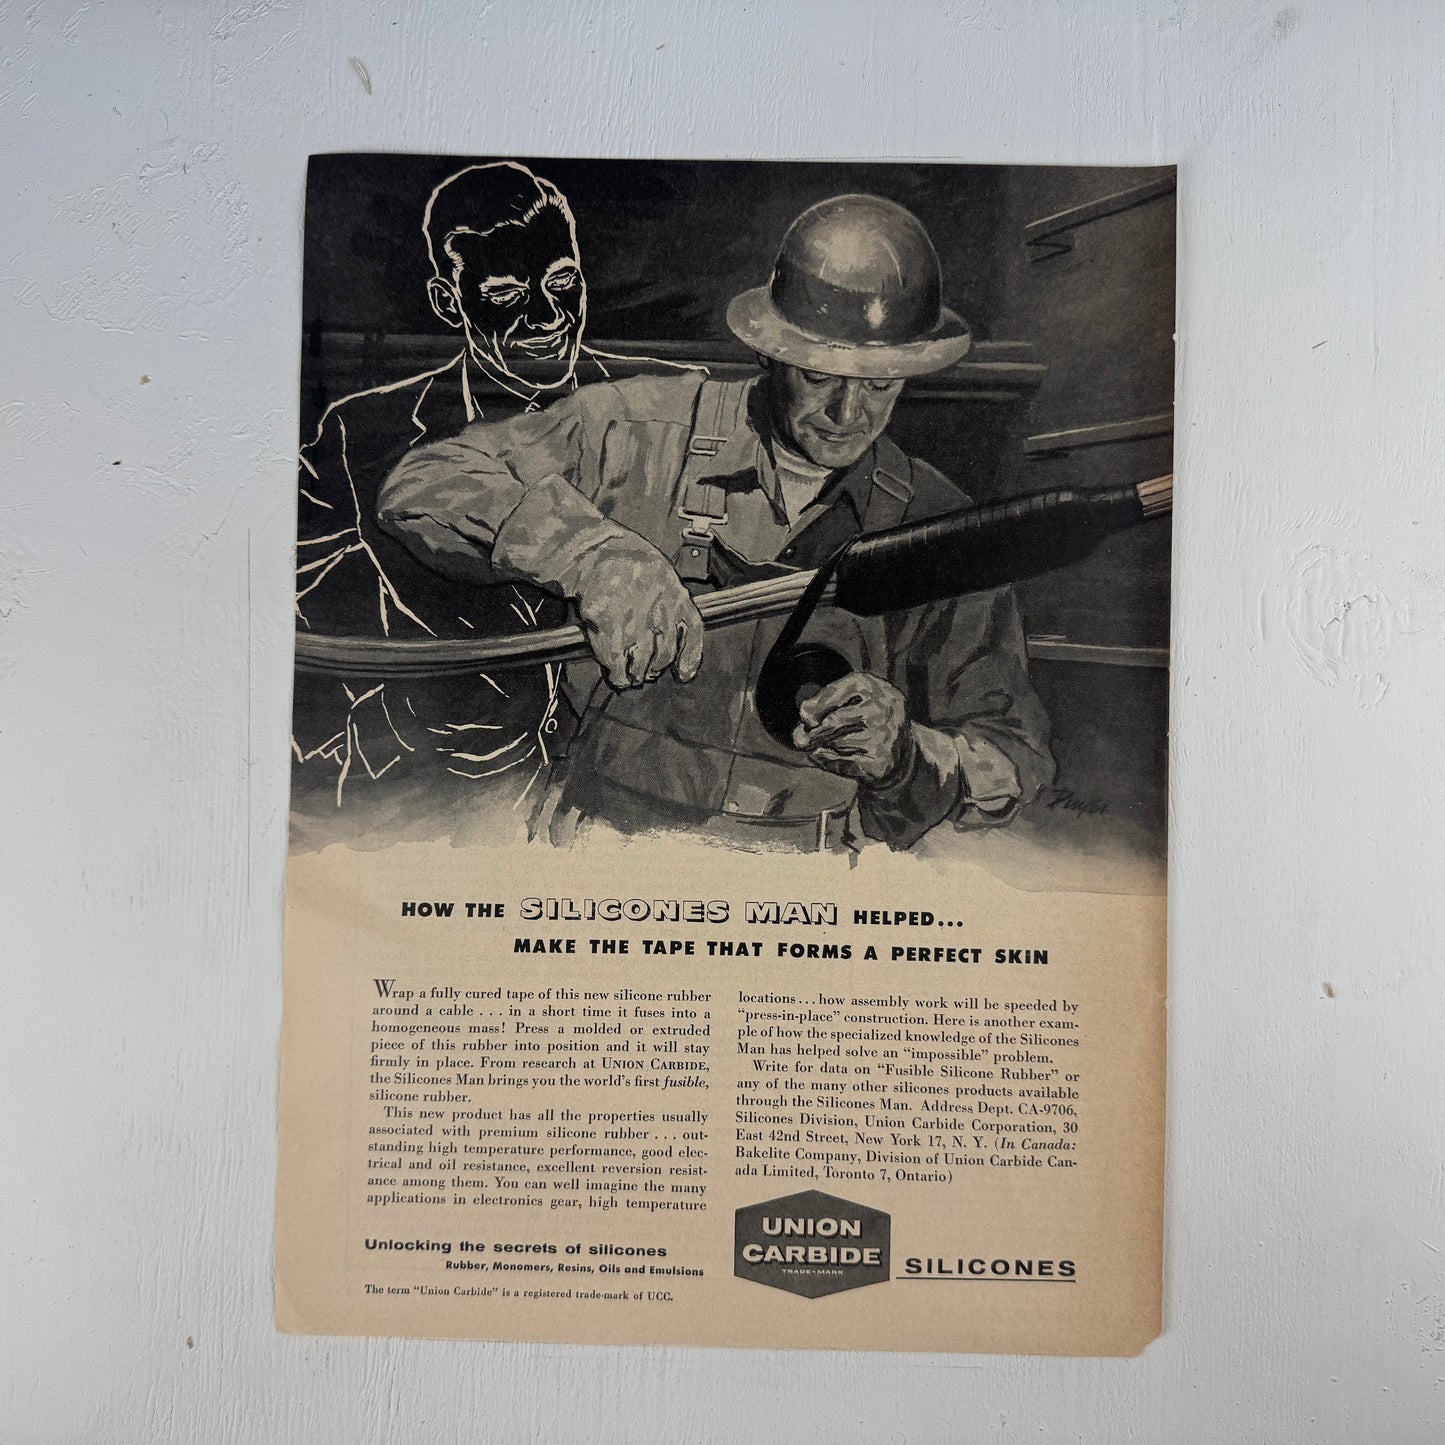 HOW THE SILICONES MAN HELPED...
MAKE THE TAPE THAT FORMS A PERFECT SKIN
Wrap a fully cured tape of this new silicone rubber
around a cable . . . in a short time it fuses into a
homogeneous mass! Press a molded or extruded
piece of this rubber into position and it will stay
firmly in place. From research at UNION CARBIDE,
the Silicones Man brings you the world's first fusible,
silicone rubber.
This new product has all the properties usually
associated with premium silicone rubber . . . out-
standing high temperature performance, good elec-
trical and oil resistance, excellent reversion resist-
ance among them. You can well imagine the many
applications in electronics gear, high temperature
locations . . . how assembly work will be speeded by
"press-in-place" construction. Here is another exam-
ple of how the specialized knowledge of the Silicones
Man has helped solve an "impossible" problem.
Write for data on "Fusible Silicone Rubber" or
any of the many other silicones products available
through the Silicones Man. Address Dept. CA-9706,
Silicones Division, Union Carbide Corporation, 30
East 42nd Street, New York 17, N. Y. (In Canada:
Bakelite Company, Division of Union Carbide Can-
ada Limited, Toronto 7, Ontario)
Unlocking the secrets of silicones
Rubber, Monomers, Resins, Oils and Emulsions
The term "Union Carbide" is a registered trade-mark of UCC.
UNION
CARBIDE
TRADE-MARK
SILICONES